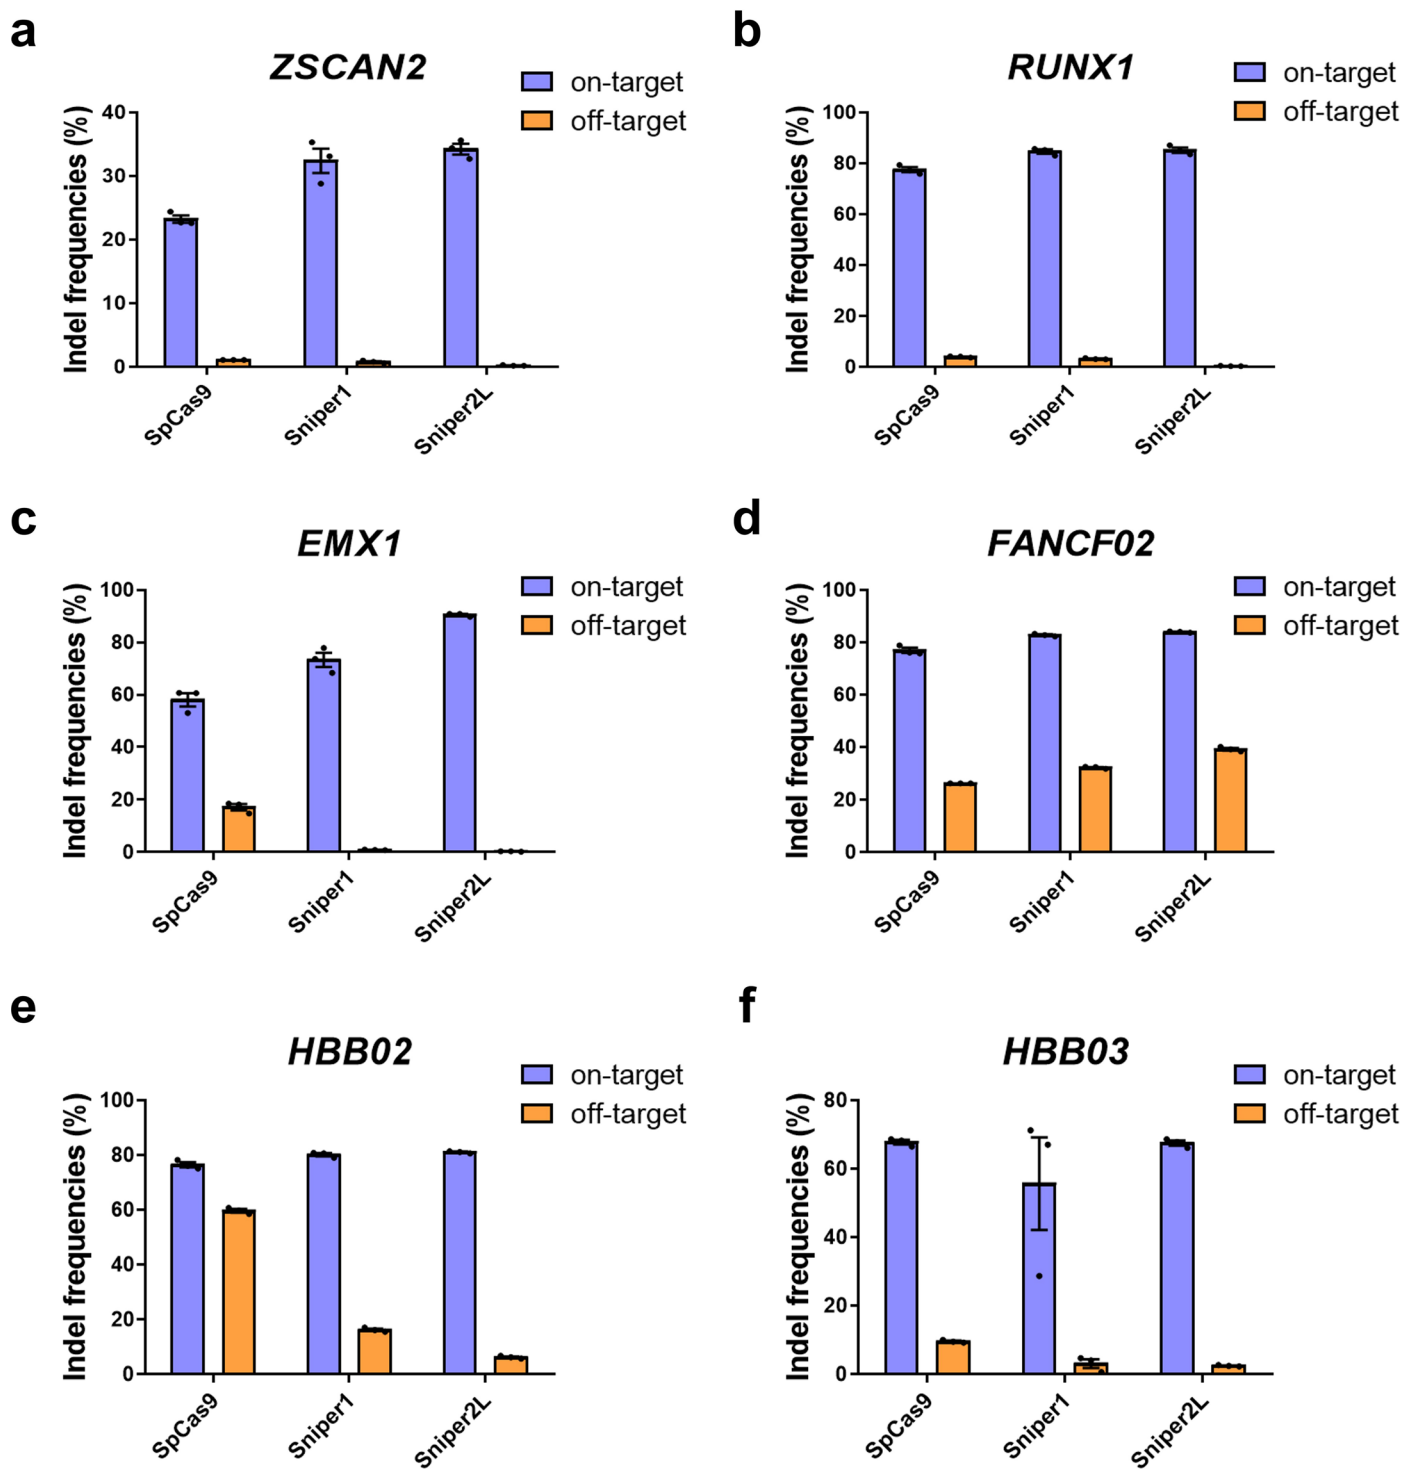 a
ZSCAN2
on-target
off-target
Indel frequencies (%)
40
30
20
10
0
SpCas9
Sniper1
Sniper2L
b
RUNX1
on-target
off-target
Indel frequencies (%)
100
80
60
40
20
0
SpCas9
Sniper1
Sniper2L
c
EMX1
on-target
off-target
Indel frequencies (%)
100
80
60
40
20
0
SpCas9
Sniper1
Sniper2L
d
FANCF02
on-target
off-target
Indel frequencies (%)
100
80
60
40
20
0
SpCas9
Sniper1
Sniper2L
e
HBB02
on-target
off-target
Indel frequencies (%)
100
80
60
40
20
0
SpCas9
Sniper1
Sniper2L
f
HBB03
on-target
off-target
Indel frequencies (%)
80
60
40
20
0
SpCas9
Sniper1
Sniper2L